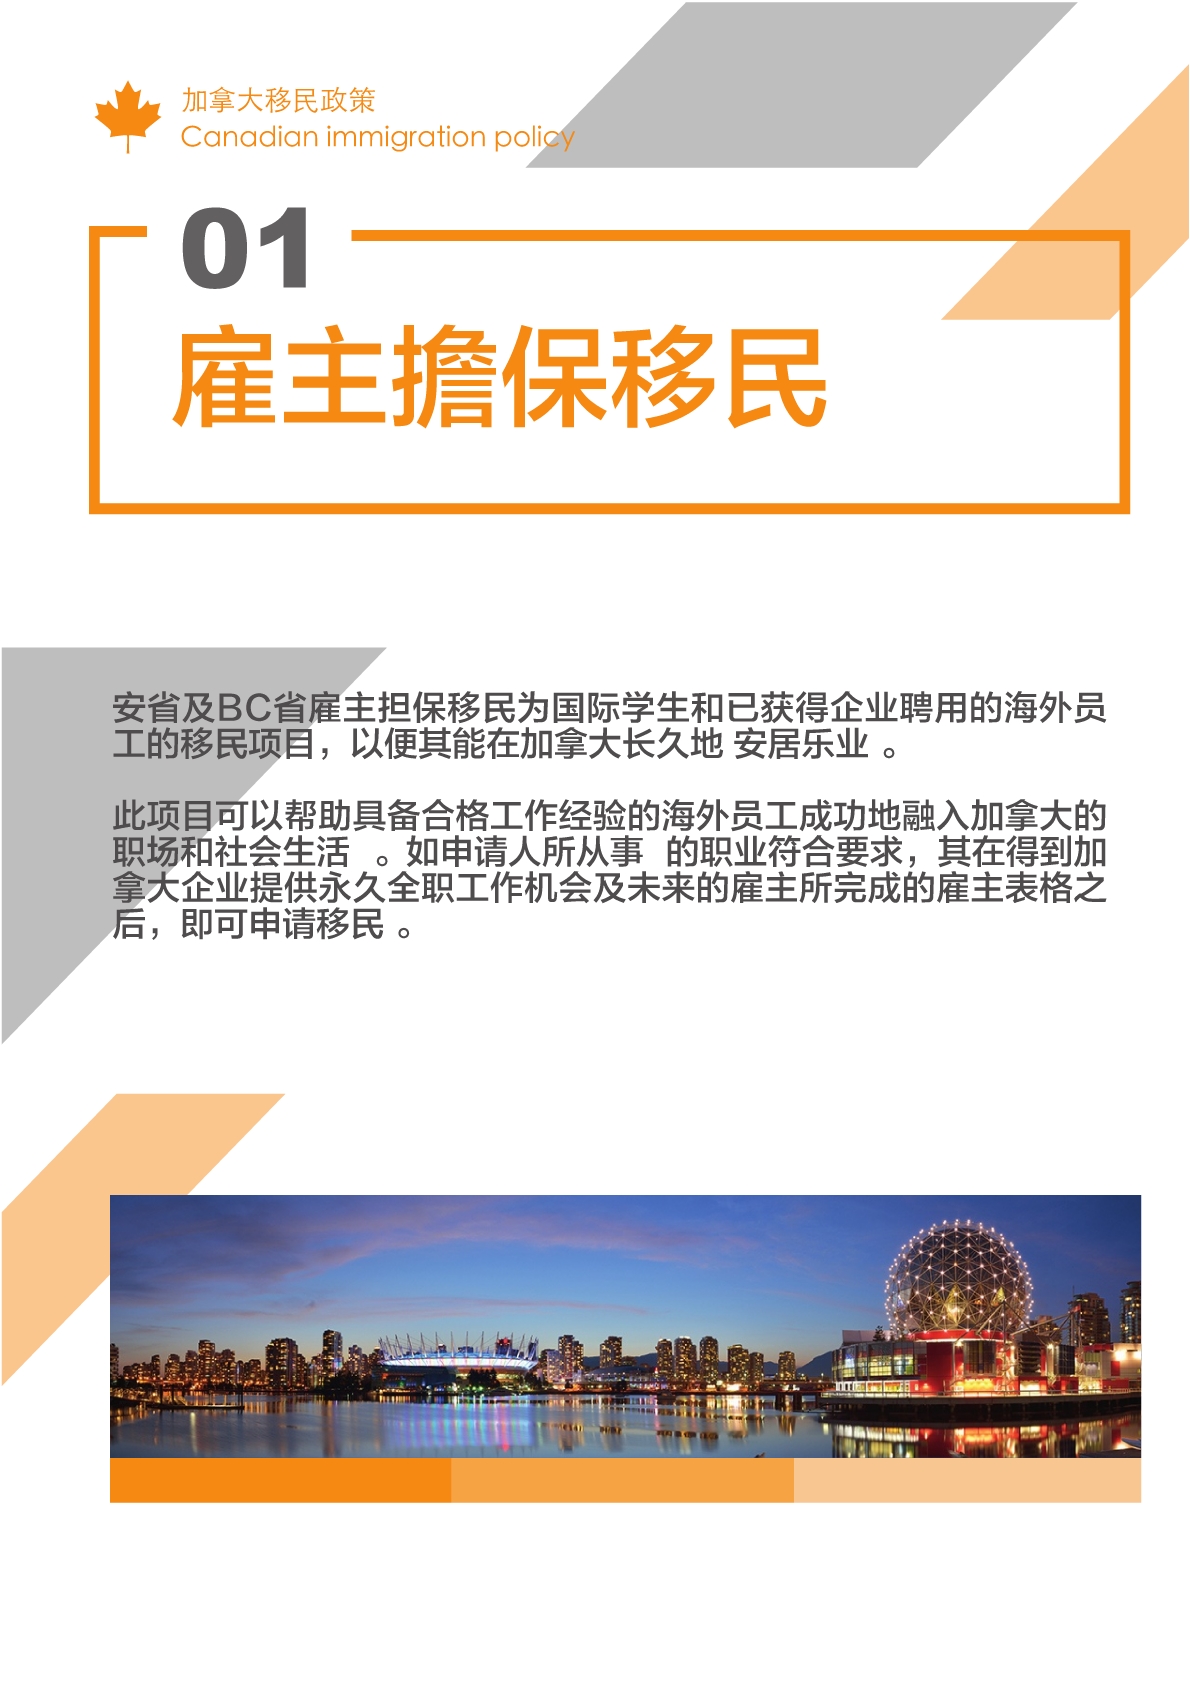 加拿大移民政策
Canadian immigration policy
01
雇主擔保移民
安省及BC省雇主担保移民为国际学生和已获得企业聘用的海外员
工的移民项目，以便其能在加拿大长久地 安居乐业 。
此项目可以帮助具备合格工作经验的海外员工成功地融入加拿大的
职场和社会生活 。如申请人所从事 的职业符合要求，其在得到加
拿大企业提供永久全职工作机会及未来的雇主所完成的雇主表格之
后，即可申请移民 。